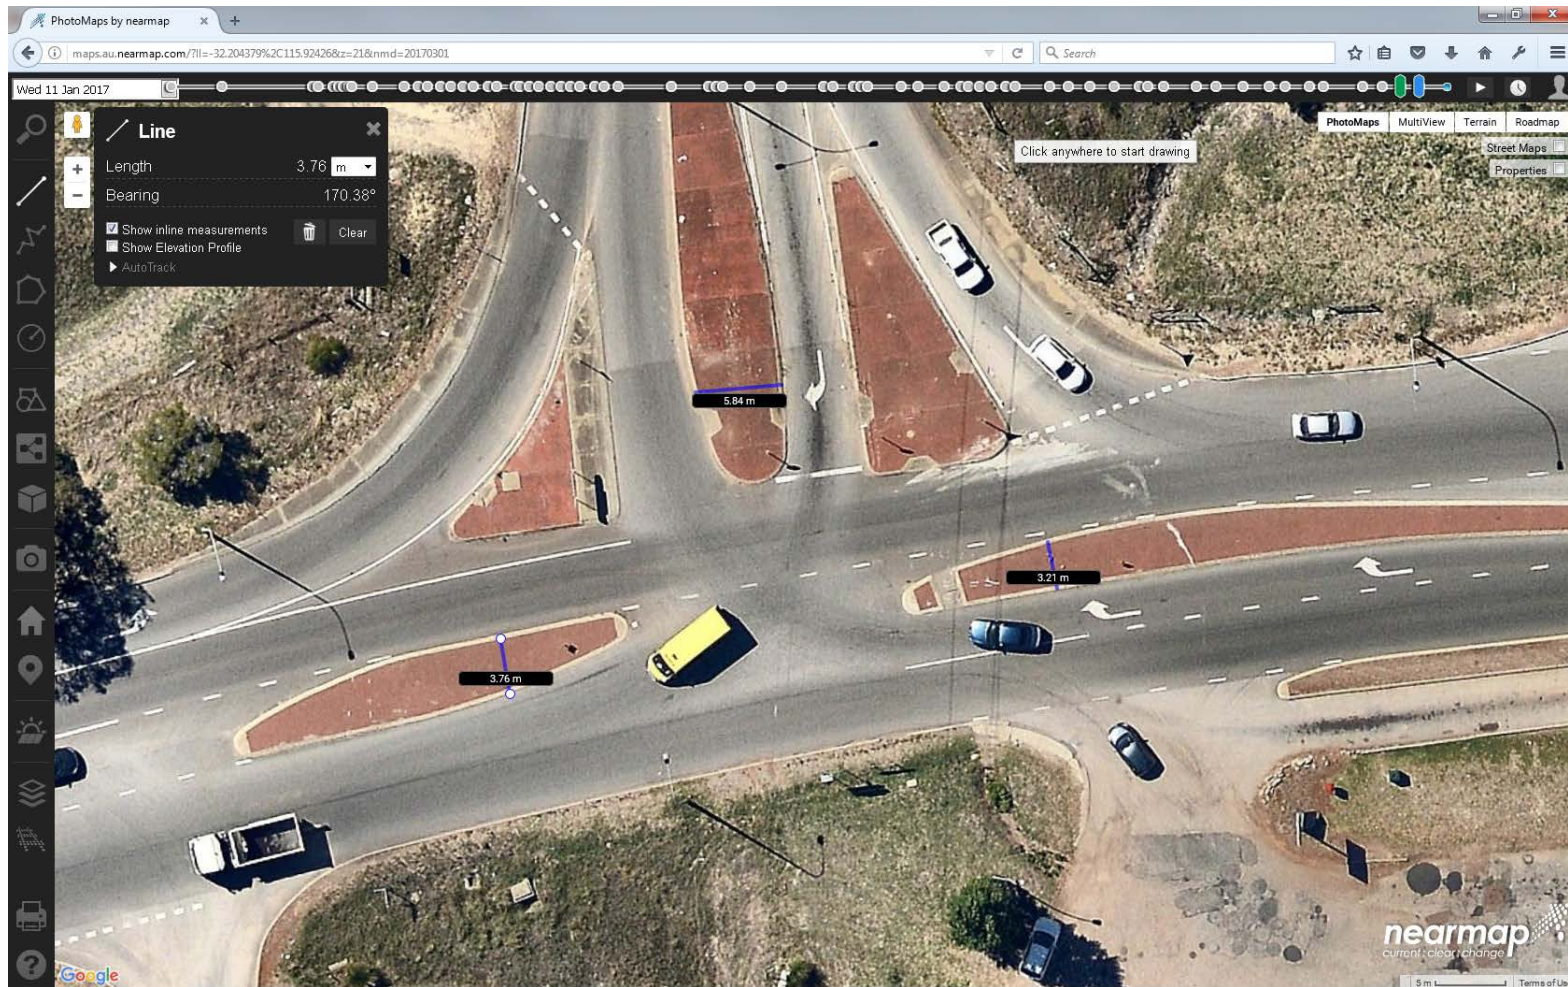 PhotoMaps by nearmap
maps.au.nearmap.com/?ll=-32.204379%2C115.92426&z=21&nmd=20170301
Search
Wed 11 Jan 2017
Line
Length 3.76 m
Bearing 170.38°
Show inline measurements
Clear
Show Elevation Profile
AutoTrack
Click anywhere to start drawing
PhotoMaps MultiView Terrain Roadmap
Street Maps
Properties
5.84 m
3.21 m
3.76 m
nearmap
current:clear:change
Google
5 m
Terms of Us